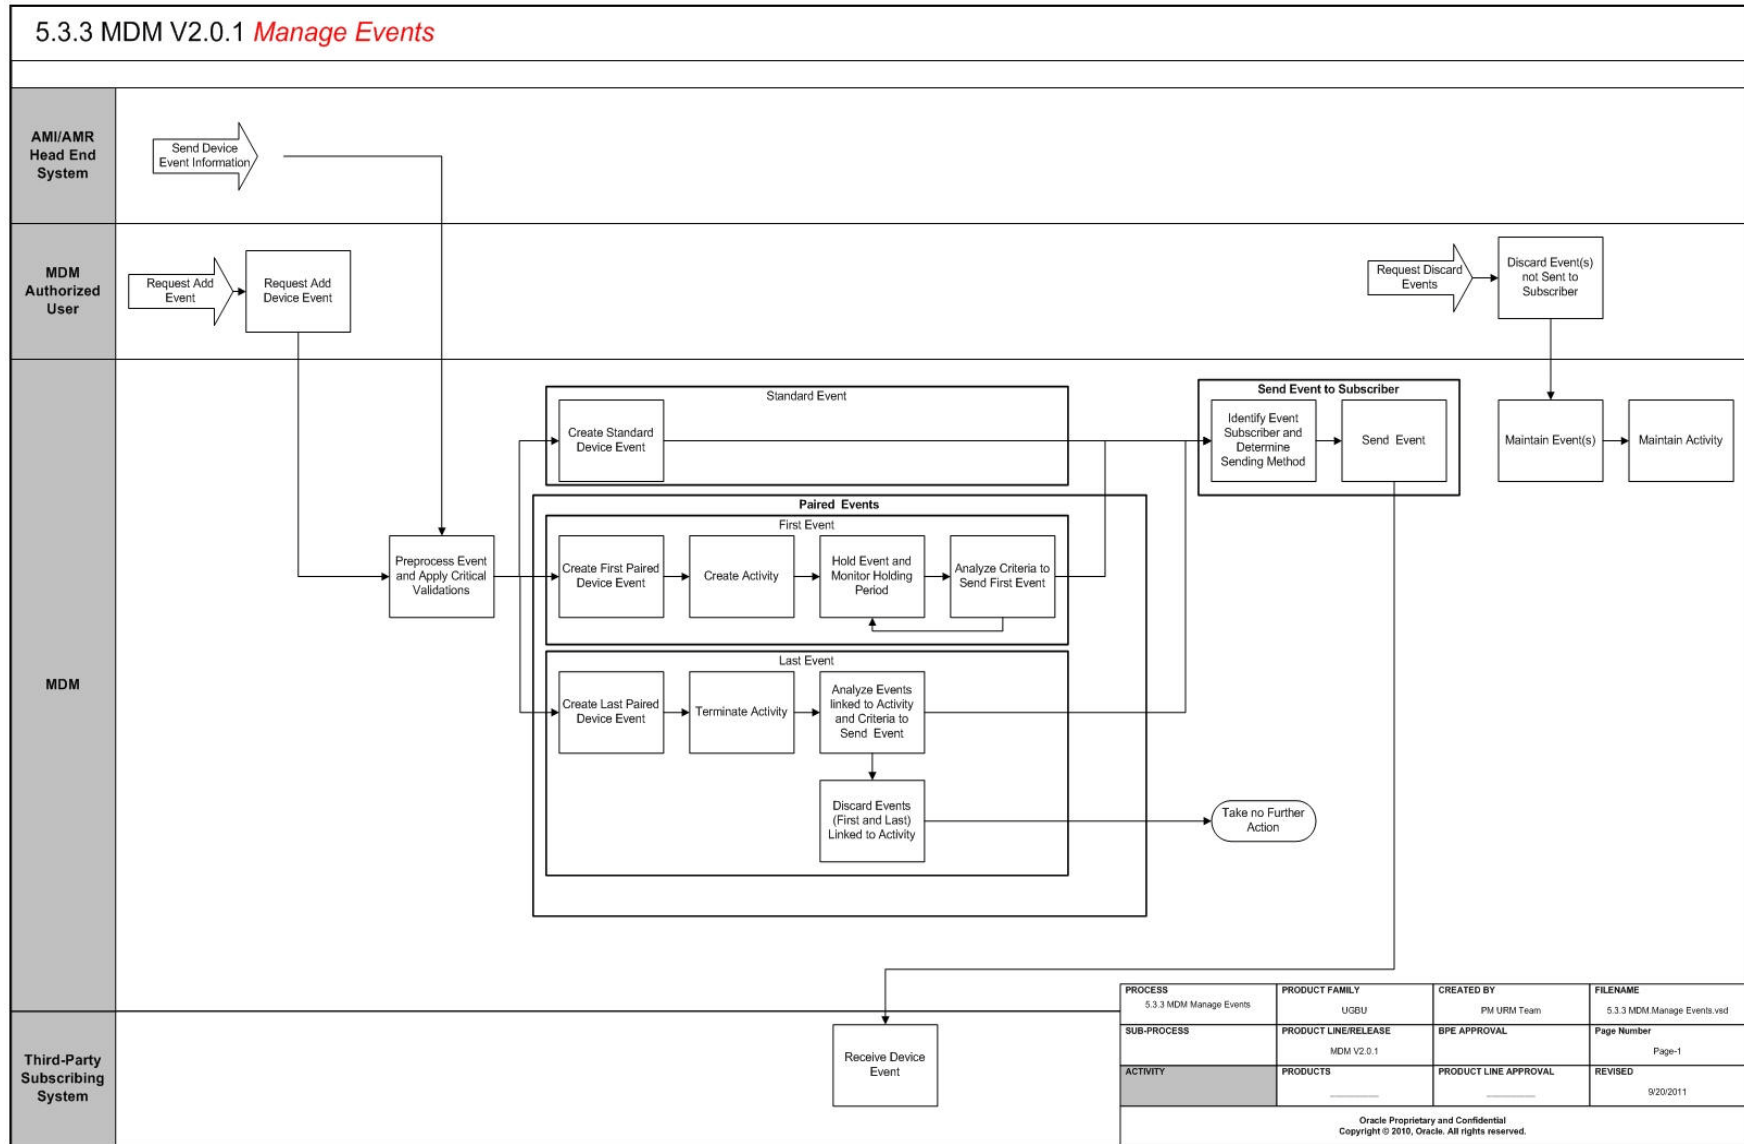 5.3.3 MDM V2.0.1 Manage Events
AMI/AMR
Head End
System
Send Device
Event Information
MDM
Authorized
User
Request Add
Event
Request Add
Device Event
Request Discard
Events
Discard Event(s)
not Sent to
Subscriber
MDM
Standard Event
Create Standard
Device Event
Send Event to Subscriber
Identify Event
Subscriber and
Determine
Sending Method
Send Event
Maintain Event(s)
Maintain Activity
Paired Events
First Event
Preprocess Event
and Apply Critical
Validations
Create First Paired
Device Event
Create Activity
Hold Event and
Monitor Holding
Period
Analyze Criteria to
Send First Event
Last Event
Create Last Paired
Device Event
Terminate Activity
Analyze Events
linked to Activity
and Criteria to
Send Event
Discard Events
(First and Last)
Linked to Activity
Take no Further
Action
Third-Party
Subscribing
System
Receive Device
Event
PROCESS
5.3.3 MDM Manage Events
PRODUCT FAMILY
UGBU
CREATED BY
PM URM Team
FILENAME
5.3.3 MDM.Manage Events.vsd
SUB-PROCESS
PRODUCT LINE/RELEASE
MDM V2.0.1
BPE APPROVAL
Page Number
Page-1
ACTIVITY
PRODUCTS
PRODUCT LINE APPROVAL
REVISED
9/20/2011
Oracle Proprietary and Confidential
Copyright © 2010, Oracle. All rights reserved.